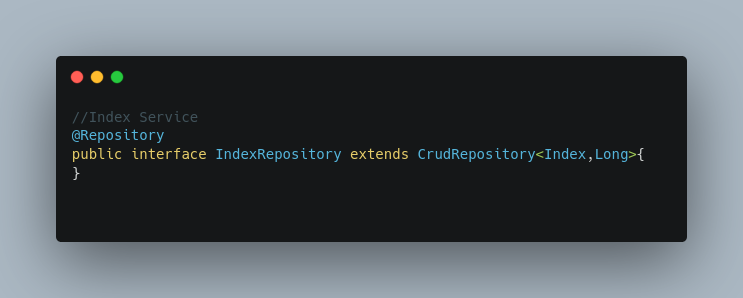 //Index Service
@Repository
public interface IndexRepository extends CrudRepository<Index,Long>{
}